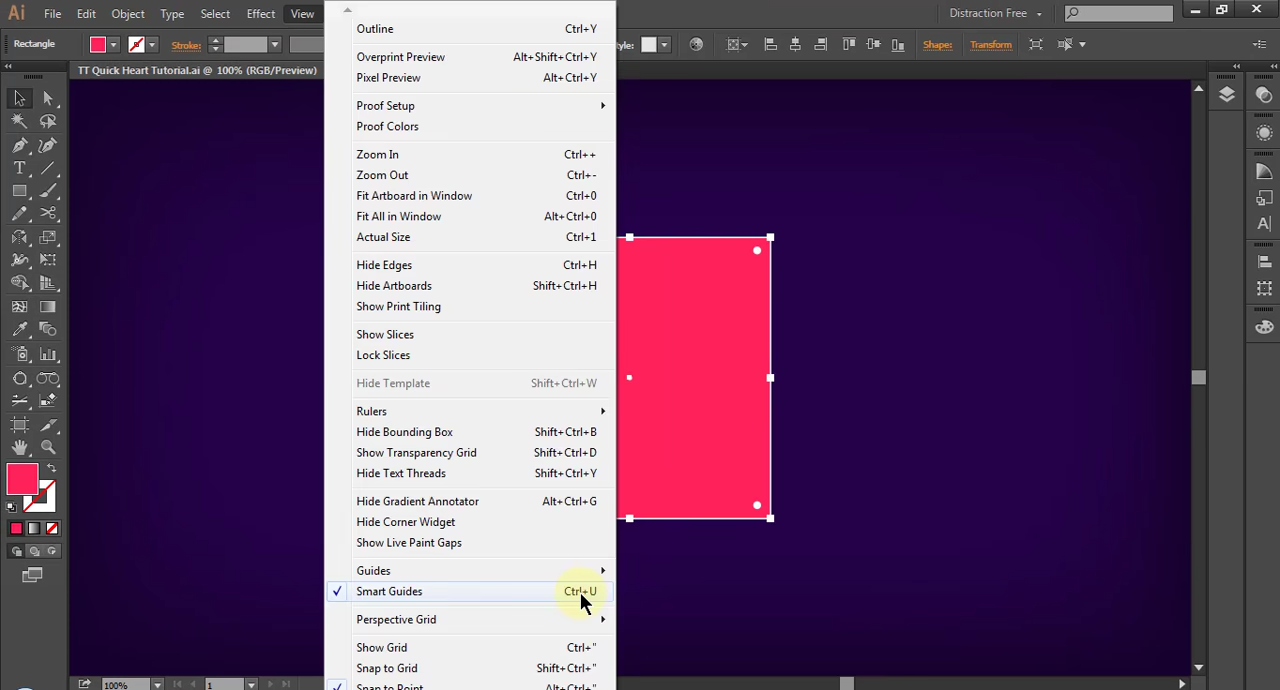 Ai File Edit Object Type Select Effect View Distraction Free
Rectangle Stroke: Style: Shape: Transform
TT Quick Heart Tutorial.ai @ 100% (RGB/Preview)
Outline Ctrl+Y
Overprint Preview Alt+Shift+Ctrl+Y
Pixel Preview Alt+Ctrl+Y
Proof Setup
Proof Colors
Zoom In Ctrl++
Zoom Out Ctrl+-
Fit Artboard in Window Ctrl+0
Fit All in Window Alt+Ctrl+0
Actual Size Ctrl+1
Hide Edges Ctrl+H
Hide Artboards Shift+Ctrl+H
Show Print Tiling
Show Slices
Lock Slices
Hide Template Shift+Ctrl+W
Rulers
Hide Bounding Box Shift+Ctrl+B
Show Transparency Grid Shift+Ctrl+D
Hide Text Threads Shift+Ctrl+Y
Hide Gradient Annotator Alt+Ctrl+G
Hide Corner Widget
Show Live Paint Gaps
Guides
Smart Guides Ctrl+U
Perspective Grid
Show Grid Ctrl+"
Snap to Grid Shift+Ctrl+"
Snap to Point Alt+Ctrl+"
100% 1